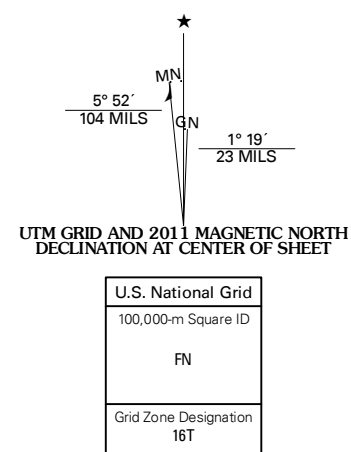 ★
M.N.
5° 52´
104 MILS
GN
1° 19´
23 MILS
UTM GRID AND 2011 MAGNETIC NORTH
DECLINATION AT CENTER OF SHEET
U.S. National Grid
100,000-m Square ID
FN
Grid Zone Designation
16T